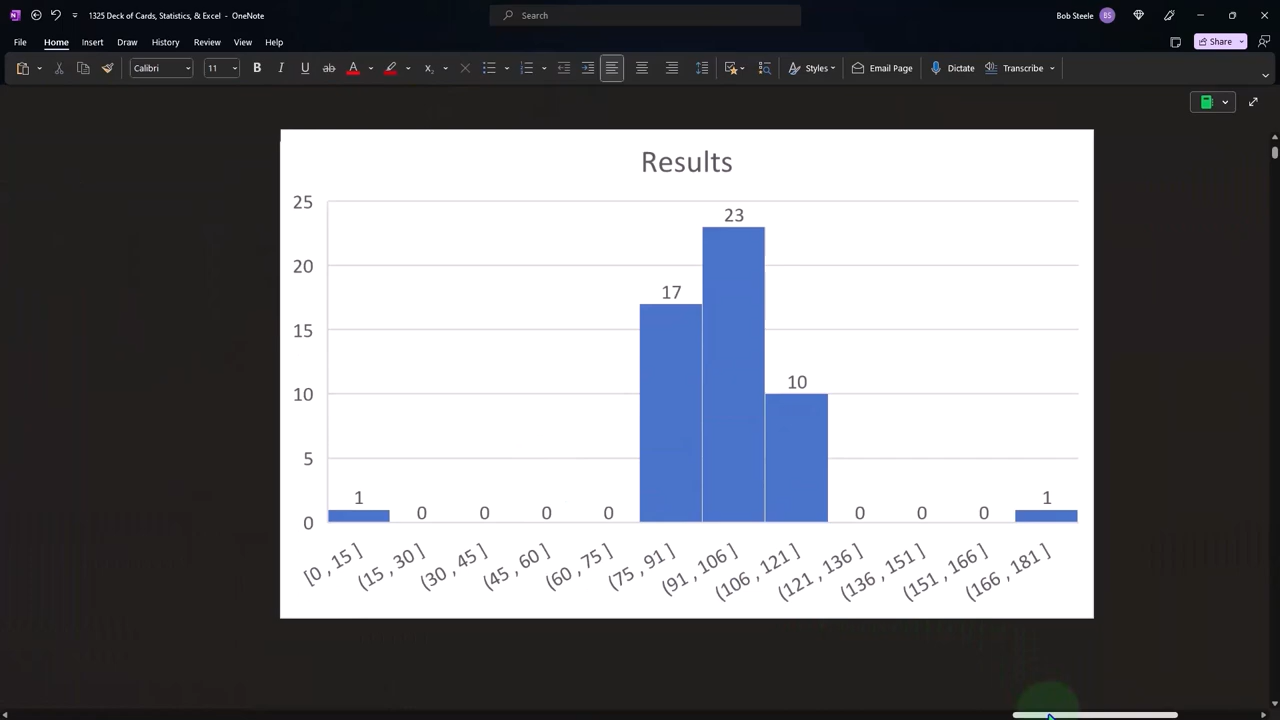 1325 Deck of Cards, Statistics, & Excel - OneNote
Search
Bob Steele BS
File Home Insert Draw History Review View Help
Share
Calibri 11 B I U ab A Styles Email Page Dictate Transcribe
Results
25
20
15
10
5
0
1 0 0 0 0 17 23 10 0 0 0 1
[0 , 15 ] (15 , 30 ] (30 , 45 ] (45 , 60 ] (60 , 75 ] (75 , 91 ] (91 , 106 ] (106 , 121 ] (121 , 136 ] (136 , 151 ] (151 , 166 ] (166 , 181 ]